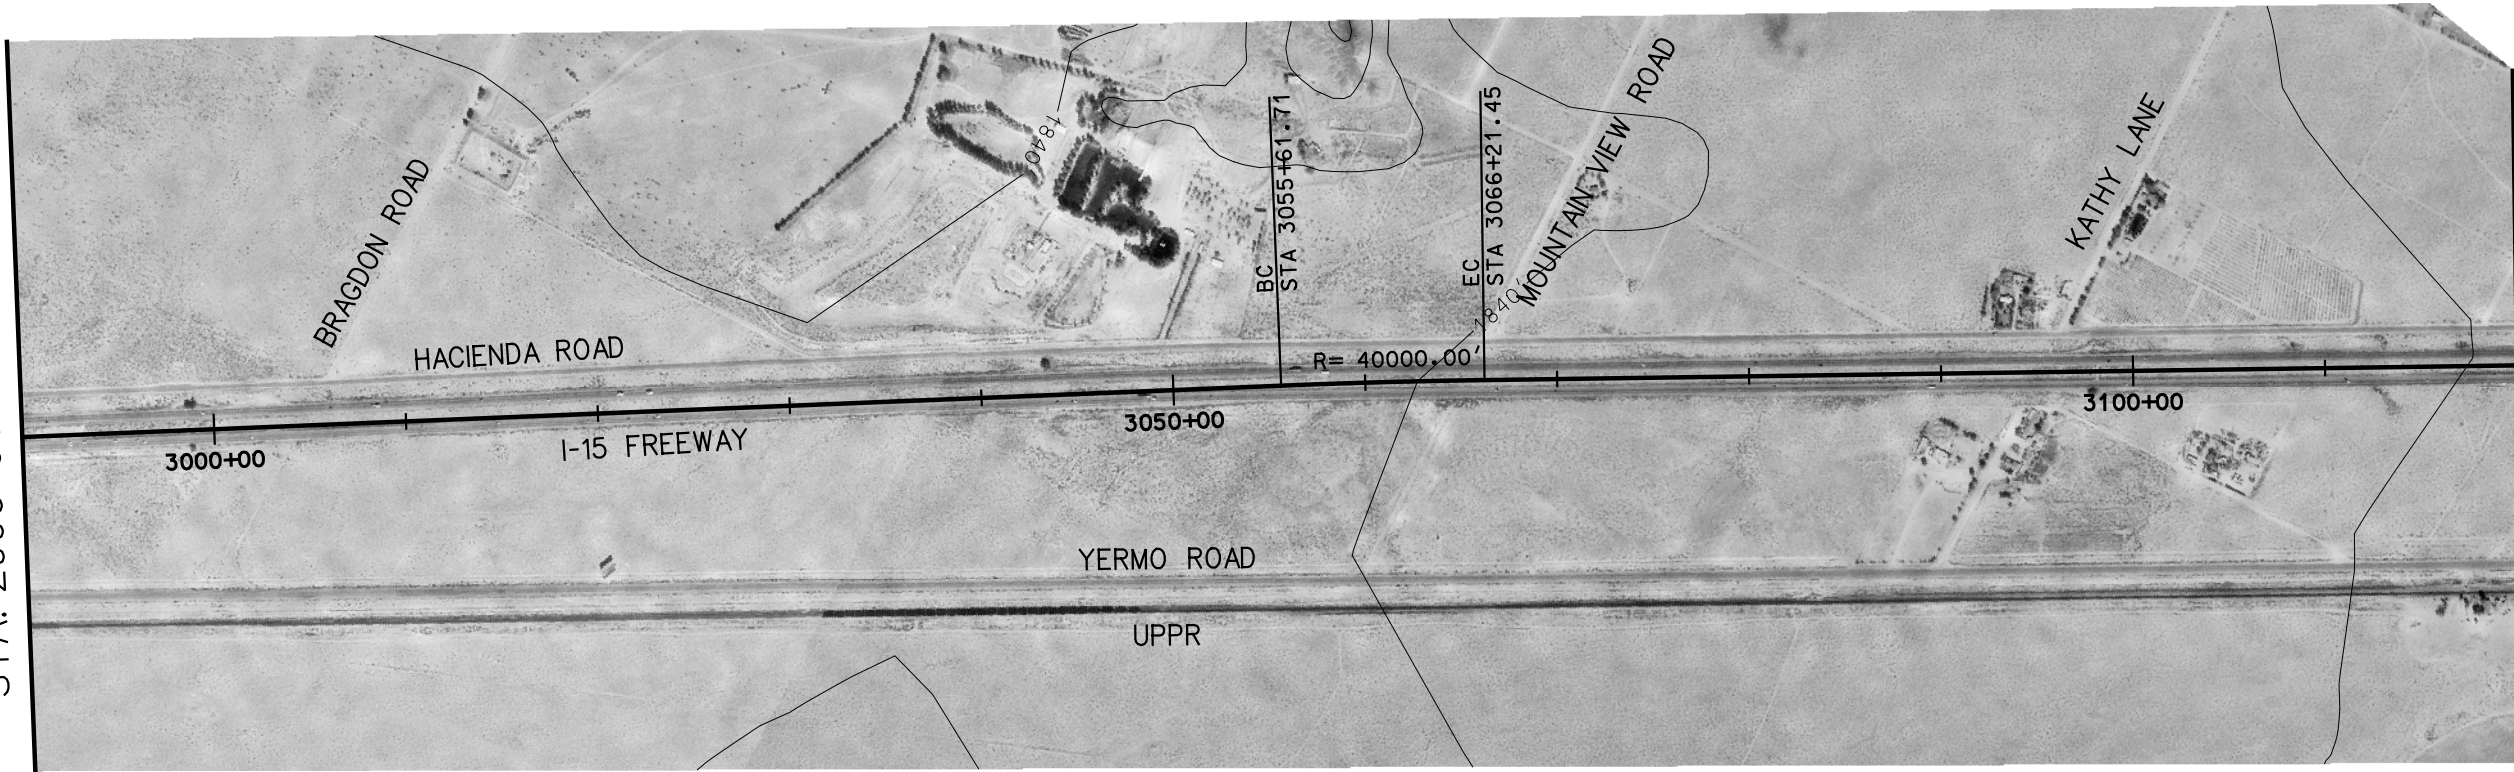 BRAGDON ROAD
HACIENDA ROAD
1840
BC
STA 3055+61.71
EC
STA 3066+21.45
1840
MOUNTAIN VIEW ROAD
KATHY LANE
R= 40000.00'
3000+00
I-15 FREEWAY
3050+00
3100+00
YERMO ROAD
UPPR